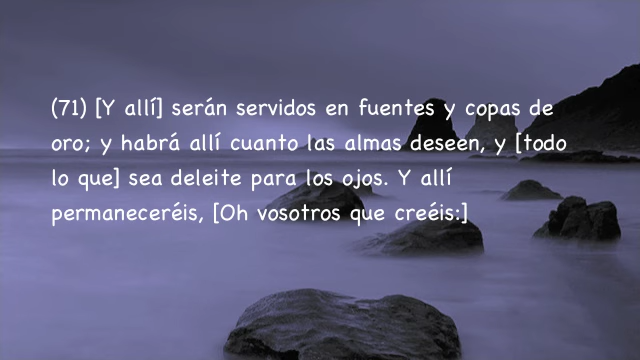 (71) [Y allí] serán servidos en fuentes y copas de
oro; y habrá allí cuanto las almas deseen, y [todo
lo que] sea deleite para los ojos. Y allí
permaneceréis, [Oh vosotros que creéis:]